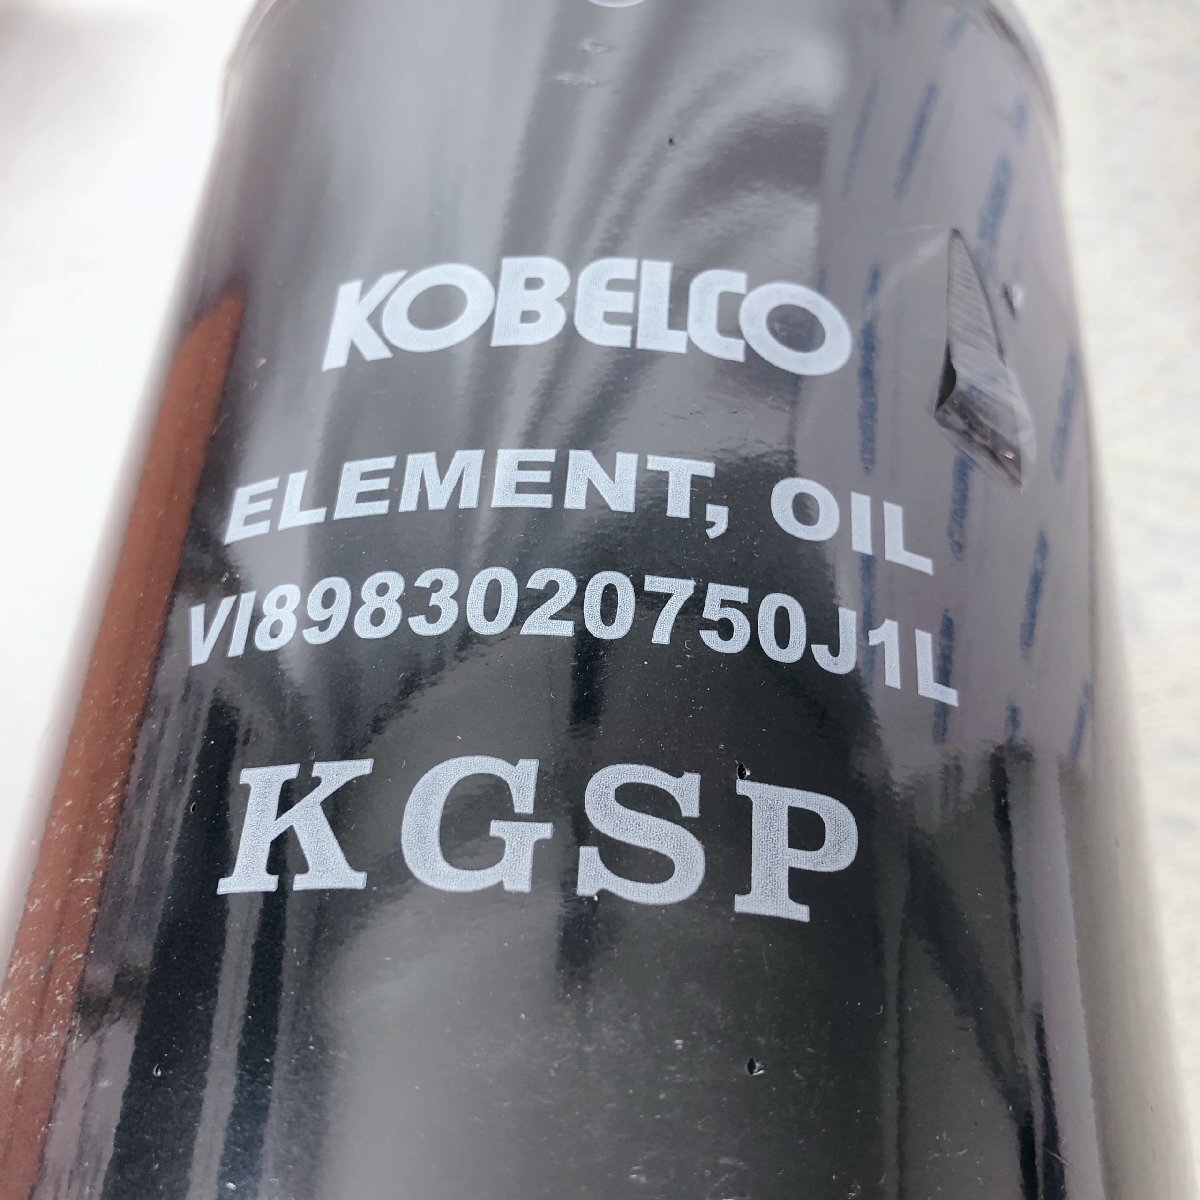 KOBELCO
ELEMENT, OIL
VI8983020750J1L
KGSP